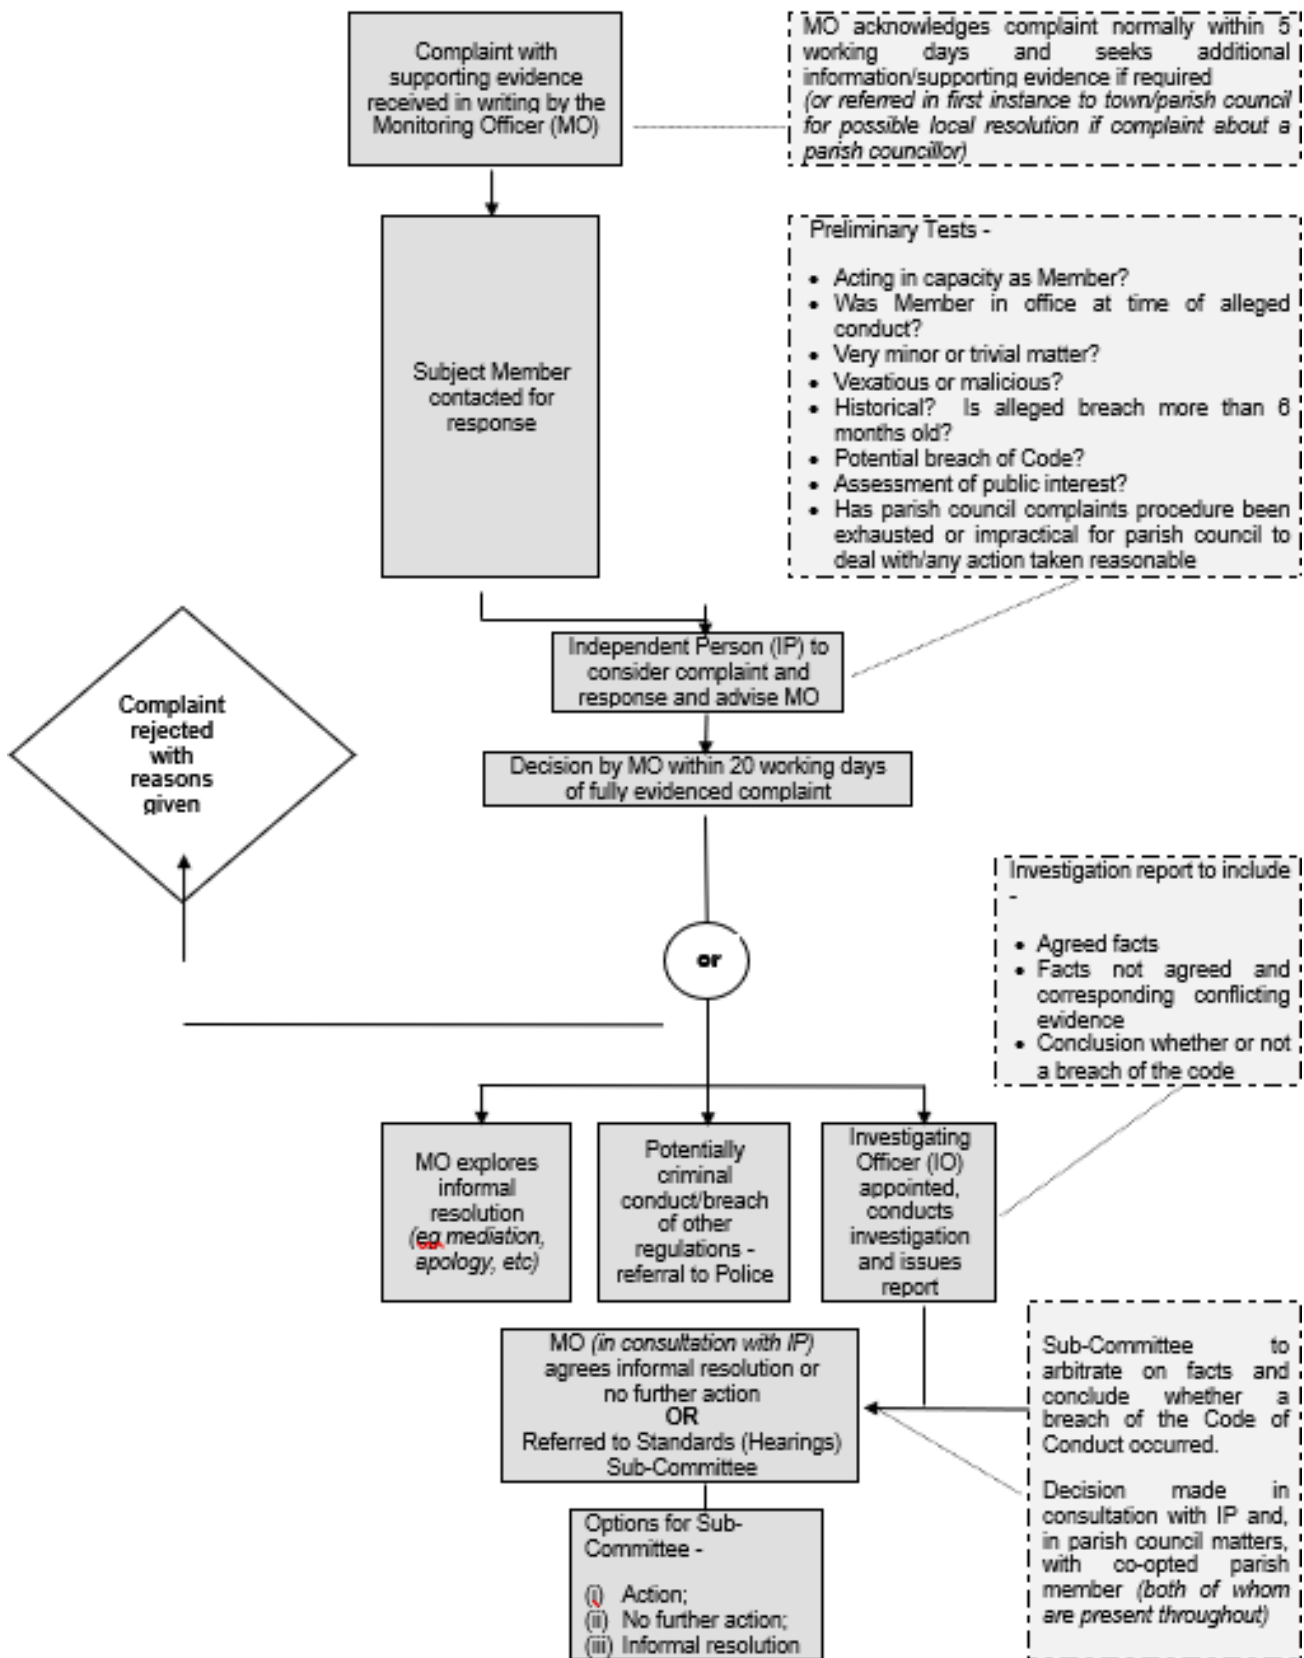 Complaint with
supporting evidence
received in writing by the
Monitoring Officer (MO)
MO acknowledges complaint normally within 5
working days and seeks additional
information/supporting evidence if required
(or referred in first instance to town/parish council
for possible local resolution if complaint about a
parish councillor)
Subject Member
contacted for
response
Preliminary Tests -
• Acting in capacity as Member?
• Was Member in office at time of alleged
conduct?
• Very minor or trivial matter?
• Vexatious or malicious?
• Historical? Is alleged breach more than 6
months old?
• Potential breach of Code?
• Assessment of public interest?
• Has parish council complaints procedure been
exhausted or impractical for parish council to
deal with/any action taken reasonable
Independent Person (IP) to
consider complaint and
response and advise MO
Complaint
rejected
with
reasons
given
Decision by MO within 20 working days
of fully evidenced complaint
or
Investigation report to include
-
• Agreed facts
• Facts not agreed and
corresponding conflicting
evidence
• Conclusion whether or not
a breach of the code
MO explores
informal
resolution
(eg mediation,
apology, etc)
Potentially
criminal
conduct/breach
of other
regulations -
referral to Police
Investigating
Officer (IO)
appointed,
conducts
investigation
and issues
report
MO (in consultation with IP)
agrees informal resolution or
no further action
OR
Referred to Standards (Hearings)
Sub-Committee
Sub-Committee to
arbitrate on facts and
conclude whether a
breach of the Code of
Conduct occurred.
Decision made in
consultation with IP and,
in parish council matters,
with co-opted parish
member (both of whom
are present throughout)
Options for Sub-
Committee -
(i) Action;
(ii) No further action;
(iii) Informal resolution